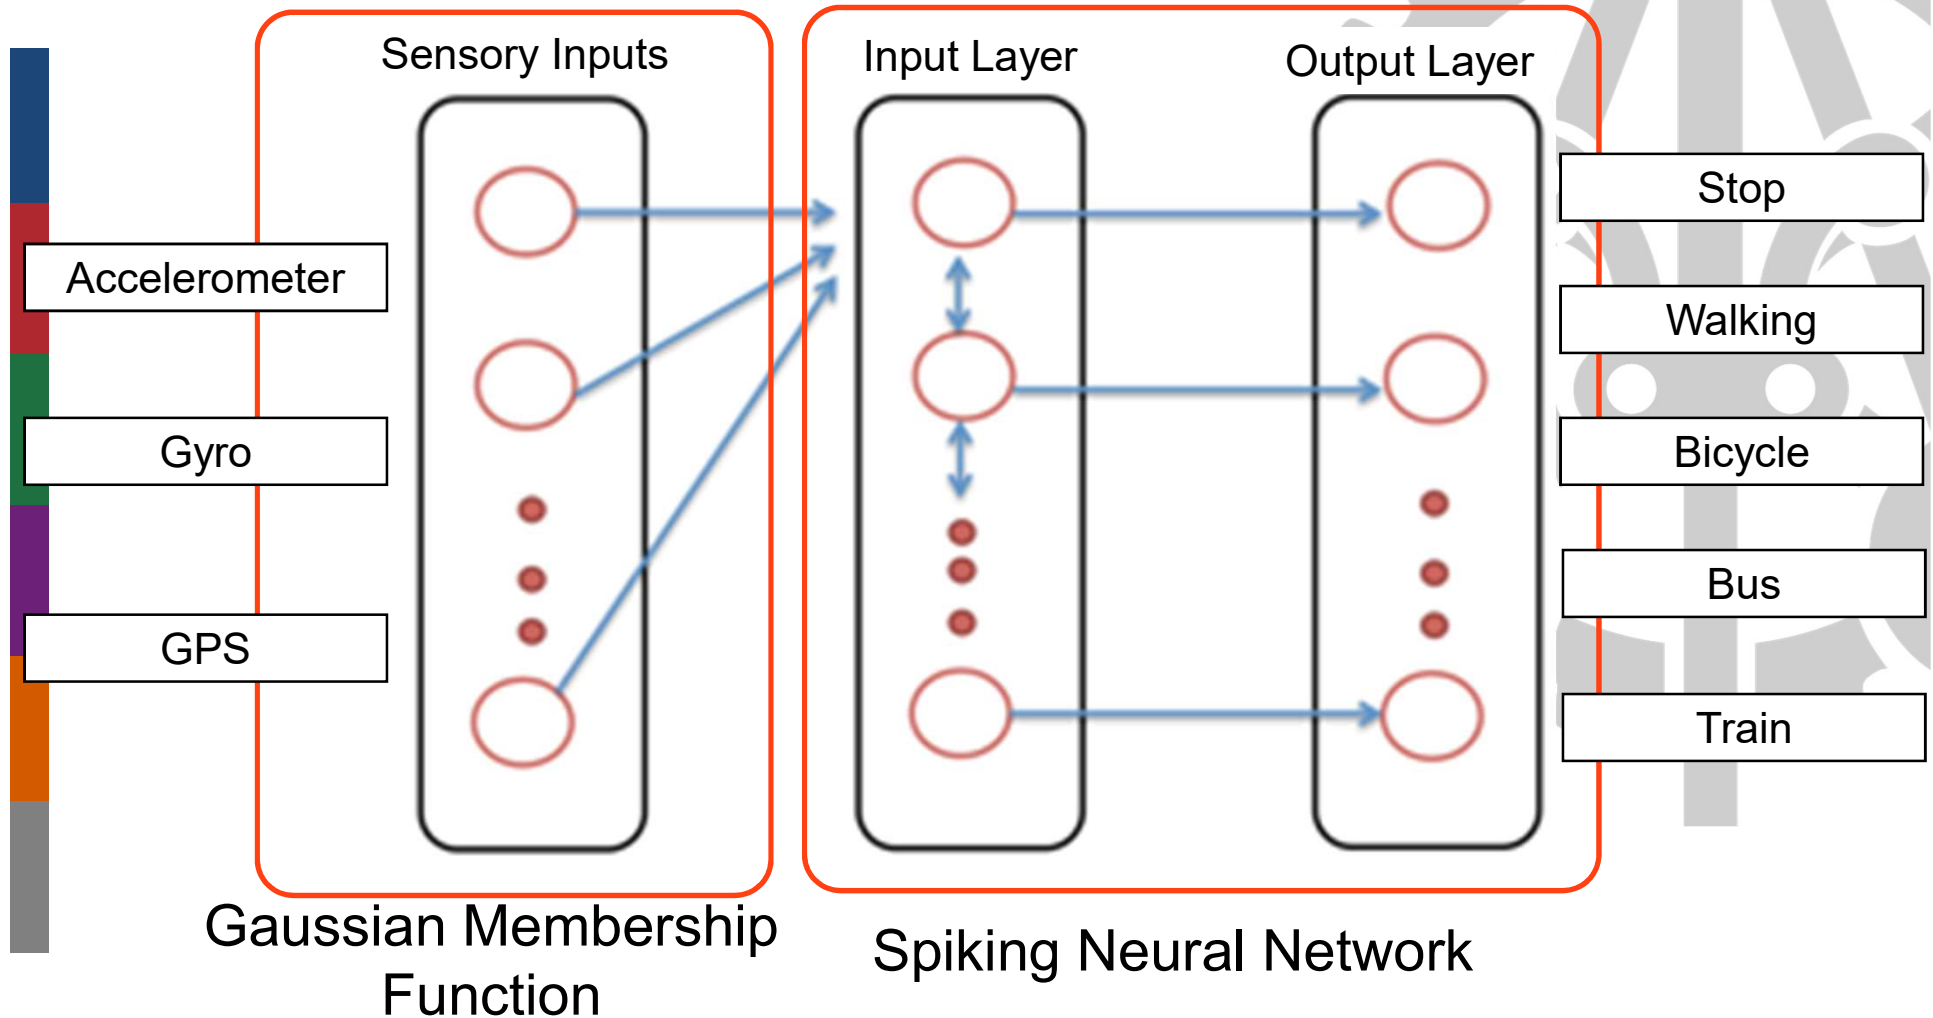 Sensory Inputs
Input Layer
Output Layer
Accelerometer
Gyro
GPS
Stop
Walking
Bicycle
Bus
Train
Gaussian Membership
Function
Spiking Neural Network